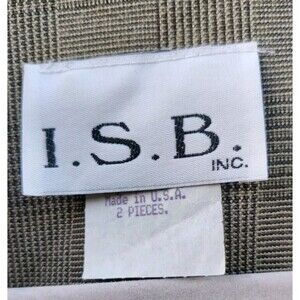 I.S.B.
INC.
Made in U.S.A.
2 PIECES.